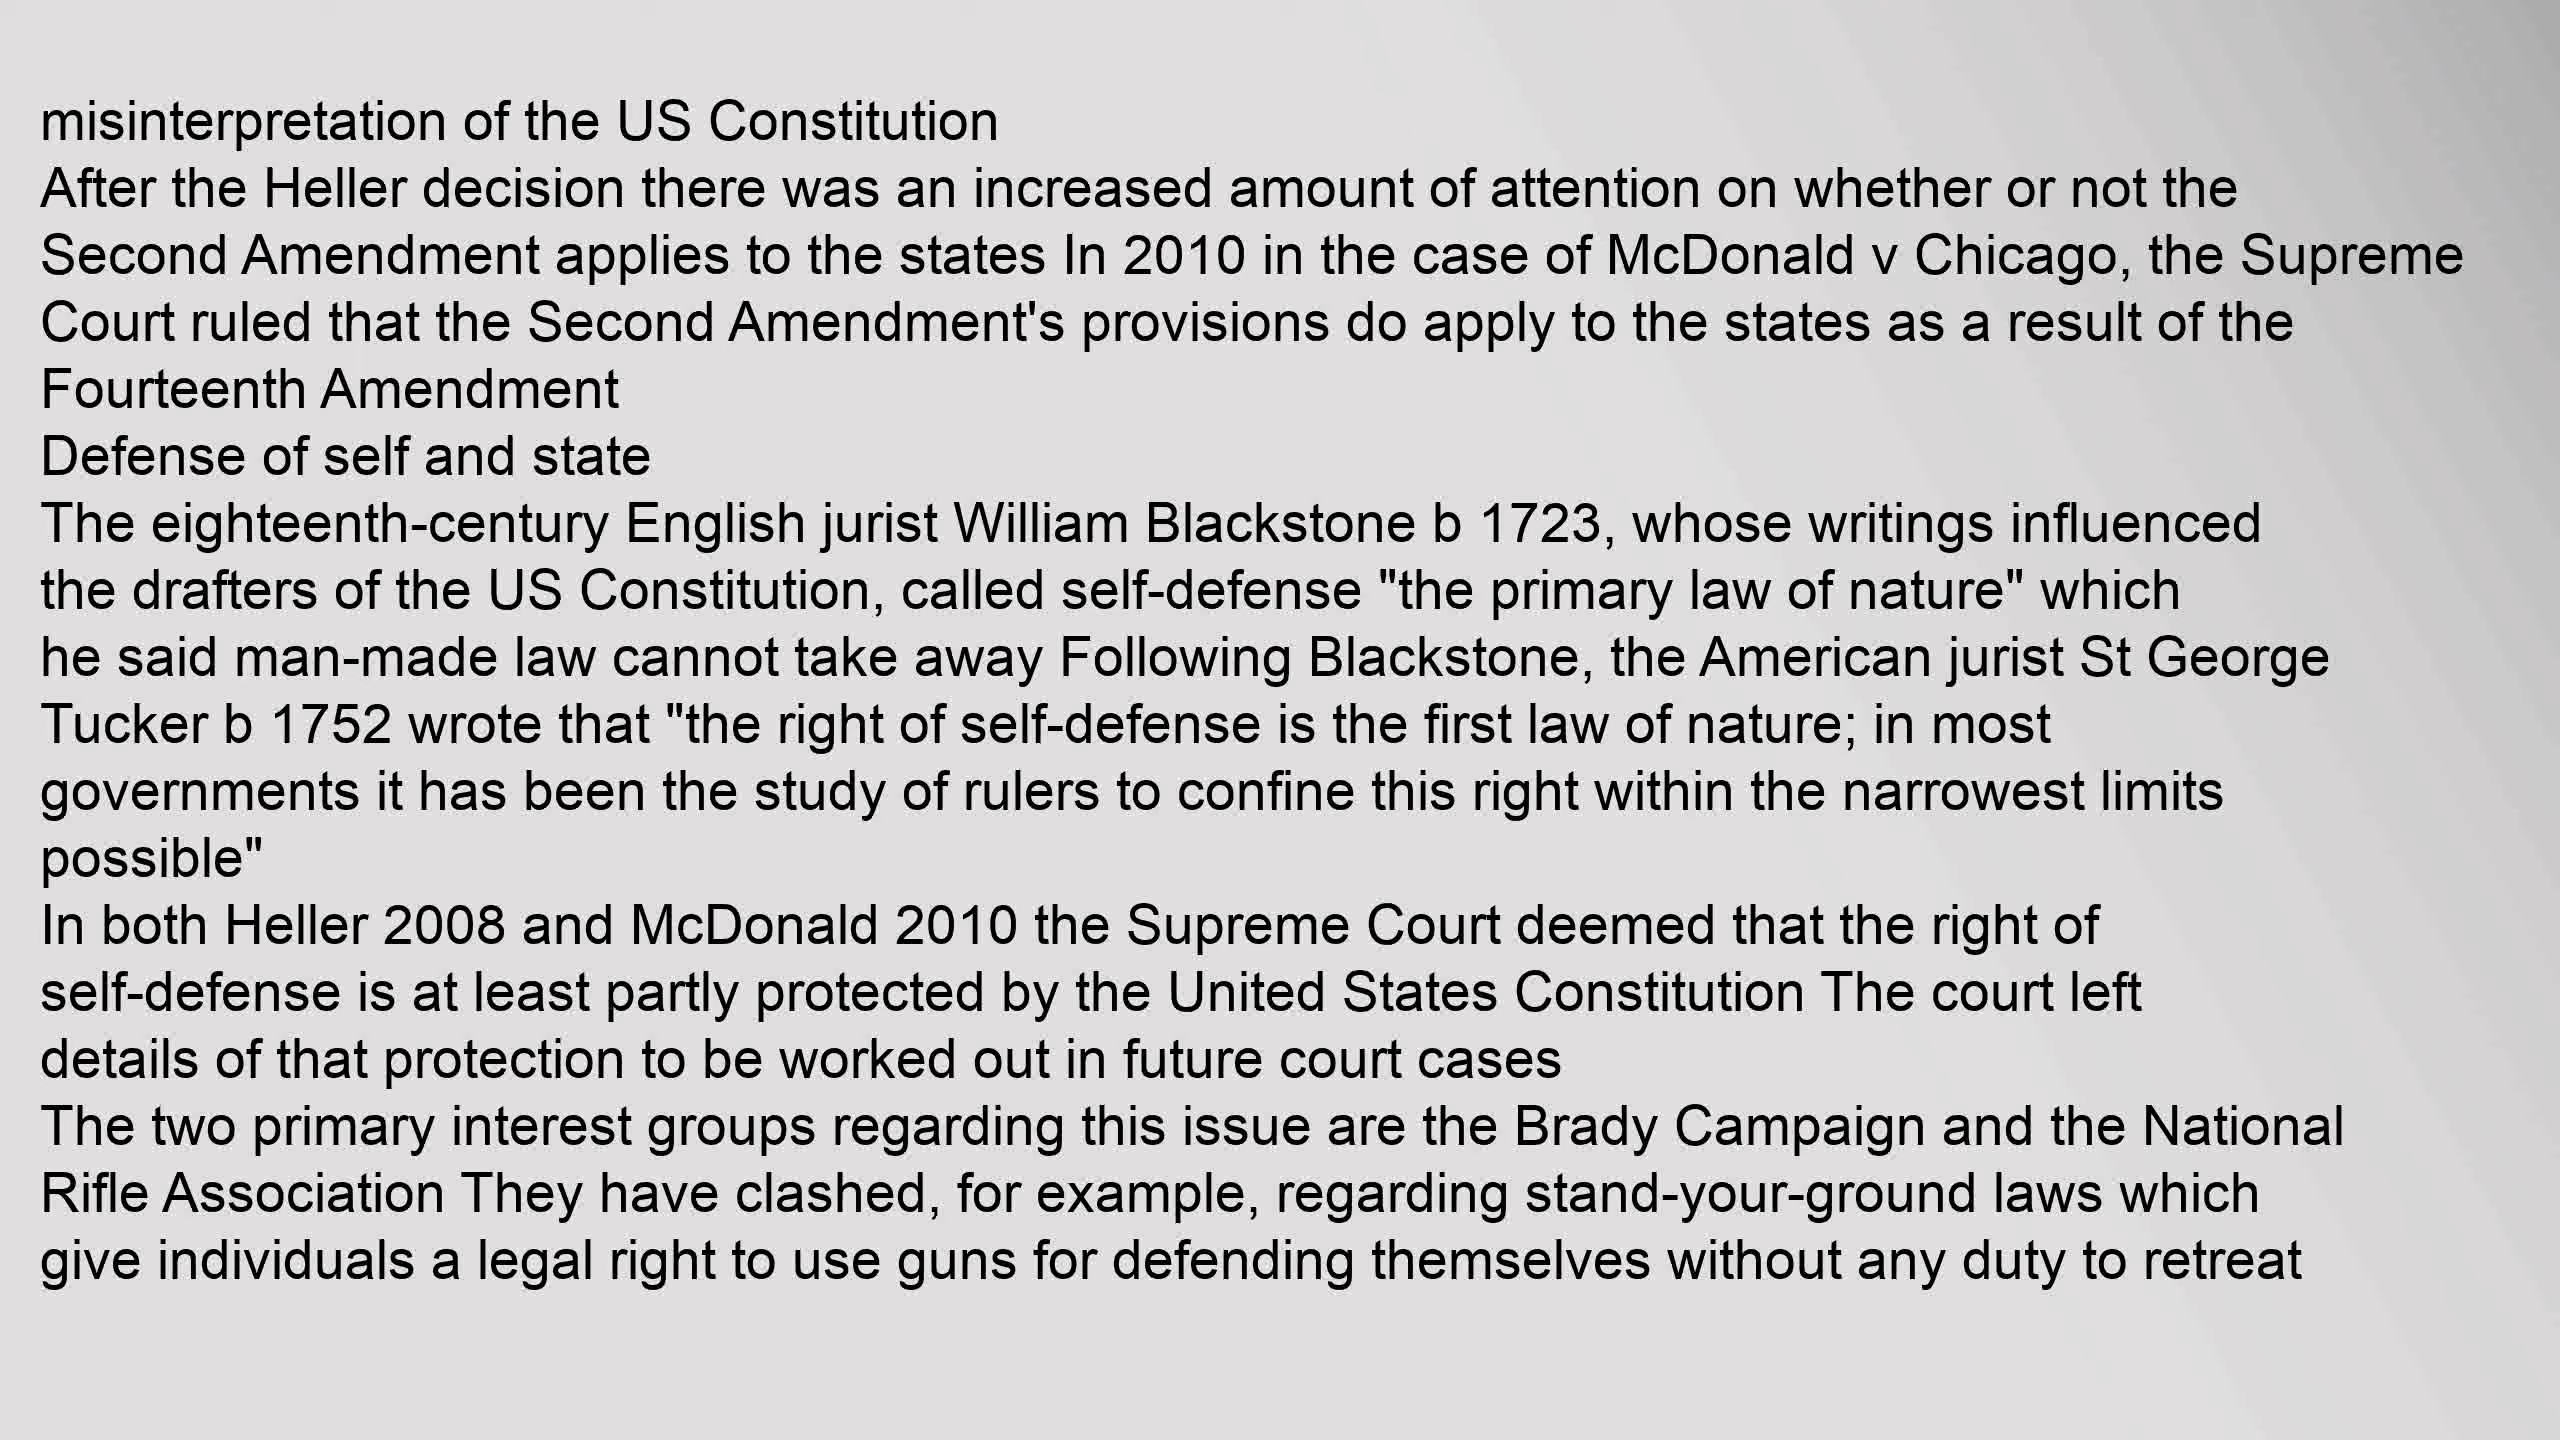 misinterpretation of the US Constitution
After the Heller decision there was an increased amount of attention on whether or not the
Second Amendment applies to the states In 2010 in the case of McDonald v Chicago, the Supreme
Court ruled that the Second Amendment's provisions do apply to the states as a result of the
Fourteenth Amendment
Defense of self and state
The eighteenth-century English jurist William Blackstone b 1723, whose writings influenced
the drafters of the US Constitution, called self-defense "the primary law of nature" which
he said man-made law cannot take away Following Blackstone, the American jurist St George
Tucker b 1752 wrote that "the right of self-defense is the first law of nature; in most
governments it has been the study of rulers to confine this right within the narrowest limits
possible"
In both Heller 2008 and McDonald 2010 the Supreme Court deemed that the right of
self-defense is at least partly protected by the United States Constitution The court left
details of that protection to be worked out in future court cases
The two primary interest groups regarding this issue are the Brady Campaign and the National
Rifle Association They have clashed, for example, regarding stand-your-ground laws which
give individuals a legal right to use guns for defending themselves without any duty to retreat